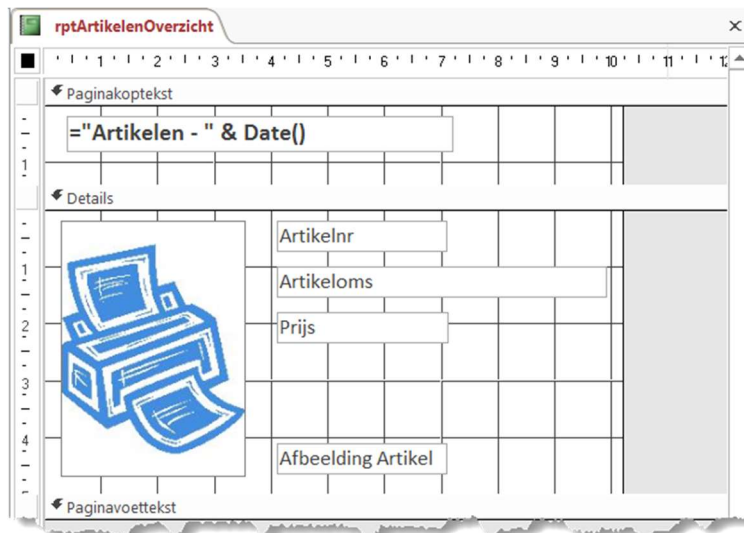 rptArtikelenOverzicht
1 2 3 4 5 6 7 8 9 10 11 12
Paginakoptekst
="Artikelen - " & Date()
1
Details
Artikelnr
1
Artikeloms
2
Prijs
3
4
Afbeelding Artikel
Paginavoettekst